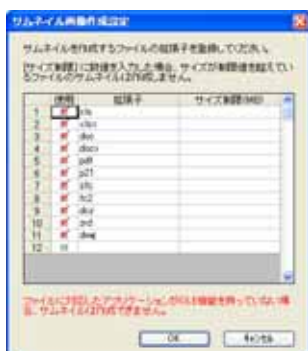 サムネイル画像作成設定
サムネイルを作成するファイルの拡張子を登録してください。
[サイズ制限]に数値を入力した場合、サイズが制限値を超えてい
るファイルのサムネイルは作成しません。
使用 拡張子 サイズ制限(MB)
1 xls
2 xlsx
3 doc
4 docx
5 pdf
6 p21
7 sfc
8
9
10
11 dwg
12
ファイルに対応したアプリケーションがOLE機能を持っていない場
合、サムネイルは作成できません。
OK キャンセル